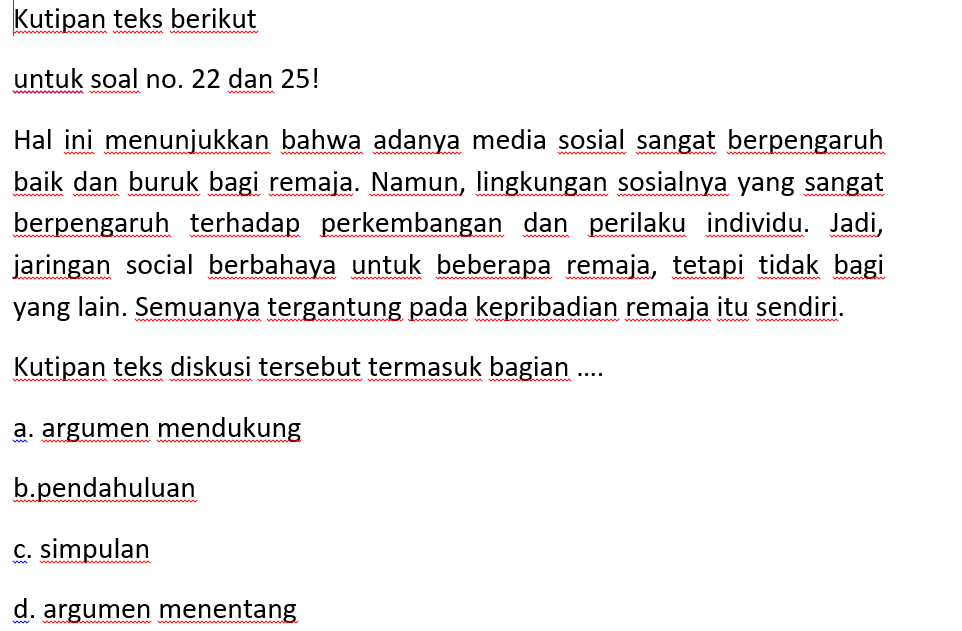 Kutipan teks berikut
untuk soal no. 22 dan 25!
Hal ini menunjukkan bahwa adanya media sosial sangat berpengaruh
baik dan buruk bagi remaja. Namun, lingkungan sosialnya yang sangat
berpengaruh terhadap perkembangan dan perilaku individu. Jadi,
jaringan social berbahaya untuk beberapa remaja, tetapi tidak bagi
yang lain. Semuanya tergantung pada kepribadian remaja itu sendiri.
Kutipan teks diskusi tersebut termasuk bagian ....
a. argumen mendukung
b.pendahuluan
c. simpulan
d. argumen menentang